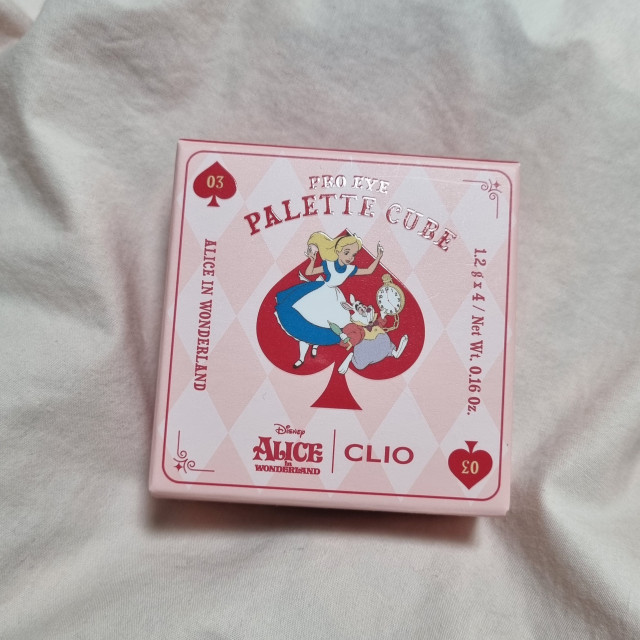 03
PRO EYE
PALETTE CUBE
ALICE IN WONDERLAND
1.2 g x 4 / Net Wt. 0.16 Oz.
Disney
ALICE
in
WONDERLAND
CLIO
03